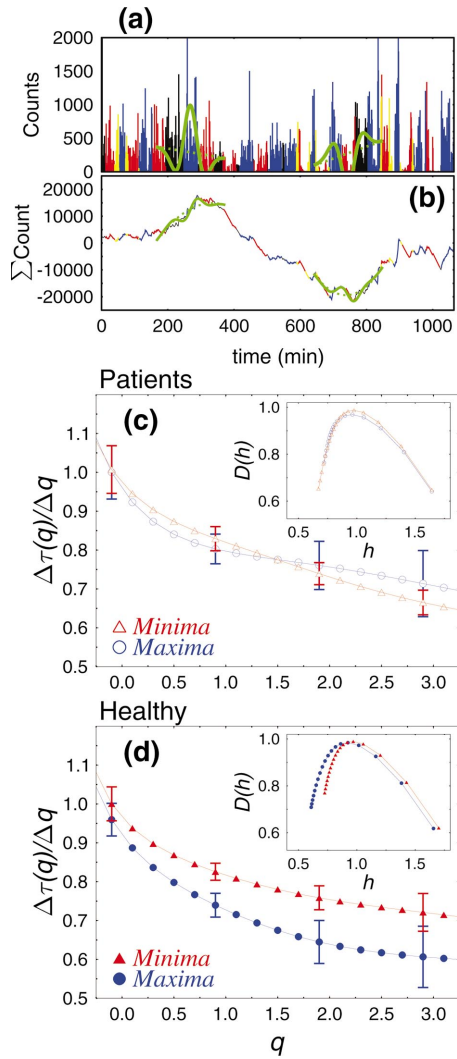 (a)
2000
1500
1000
500
0
Counts
(b)
20000
10000
0
-10000
-20000
∑Count
0 200 400 600 800 1000
time (min)
Patients
(c)
1.1
1.0
0.9
0.8
0.7
0.6
0.5
Δτ(q)/Δq
1.0
0.8
0.6
D(h)
0.5 1.0 1.5
h
Minima
Maxima
0.0 0.5 1.0 1.5 2.0 2.5 3.0
Healthy
(d)
1.1
1.0
0.9
0.8
0.7
0.6
0.5
Δτ(q)/Δq
1.0
0.8
0.6
D(h)
0.5 1.0 1.5
h
Minima
Maxima
0.0 0.5 1.0 1.5 2.0 2.5 3.0
q